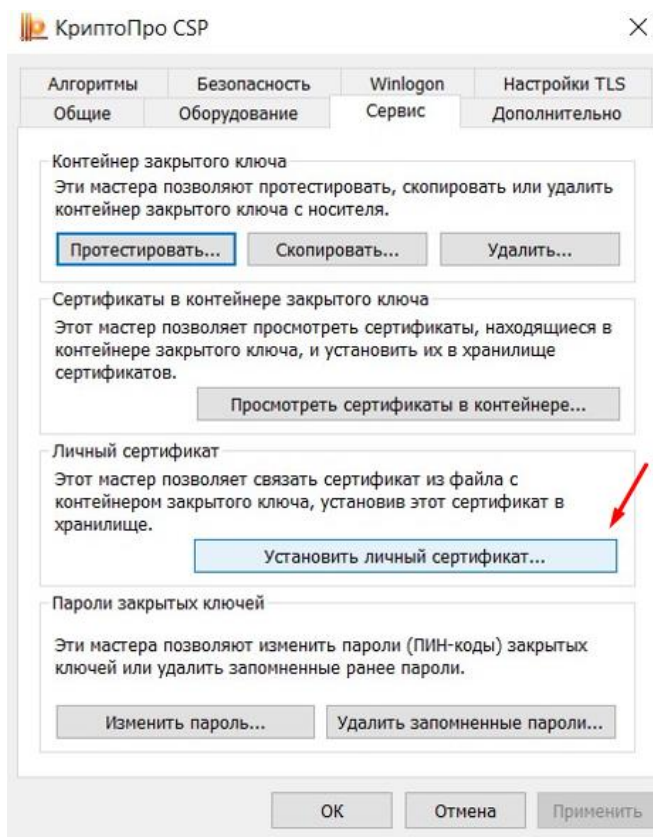 КриптоПро CSP
Алгоритмы Безопасность Winlogon Настройки TLS
Общие Оборудование Сервис Дополнительно
Контейнер закрытого ключа
Эти мастера позволяют протестировать, скопировать или удалить
контейнер закрытого ключа с носителя.
Протестировать... Скопировать... Удалить...
Сертификаты в контейнере закрытого ключа
Этот мастер позволяет просмотреть сертификаты, находящиеся в
контейнере закрытого ключа, и установить их в хранилище
сертификатов.
Просмотреть сертификаты в контейнере...
Личный сертификат
Этот мастер позволяет связать сертификат из файла с
контейнером закрытого ключа, установив этот сертификат в
хранилище.
Установить личный сертификат...
Пароли закрытых ключей
Эти мастера позволяют изменить пароли (ПИН-коды) закрытых
ключей или удалить запомненные ранее пароли.
Изменить пароль... Удалить запомненные пароли...
ОК Отмена Применить